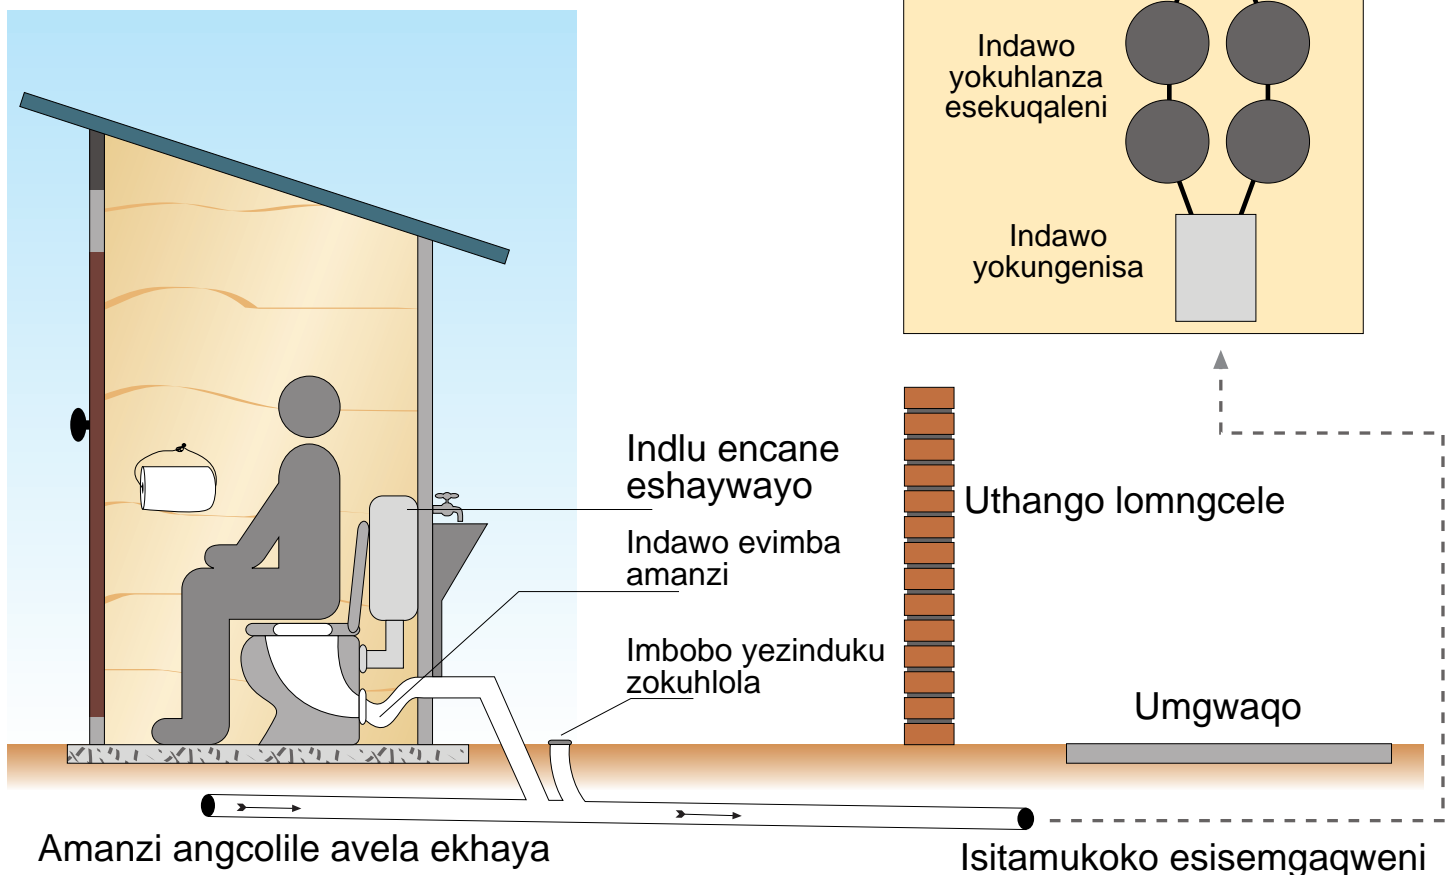 Indawo
yokuhlanza
esekuqaleni
Indawo
yokungenisa
Indlu encane
eshaywayo
Uthango lomngcele
Indawo evimba
amanzi
Imbobo yezinduku
zokuhlola
Umgwaqo
Amanzi angcolile avela ekhaya
Isitamukoko esisemgaqweni